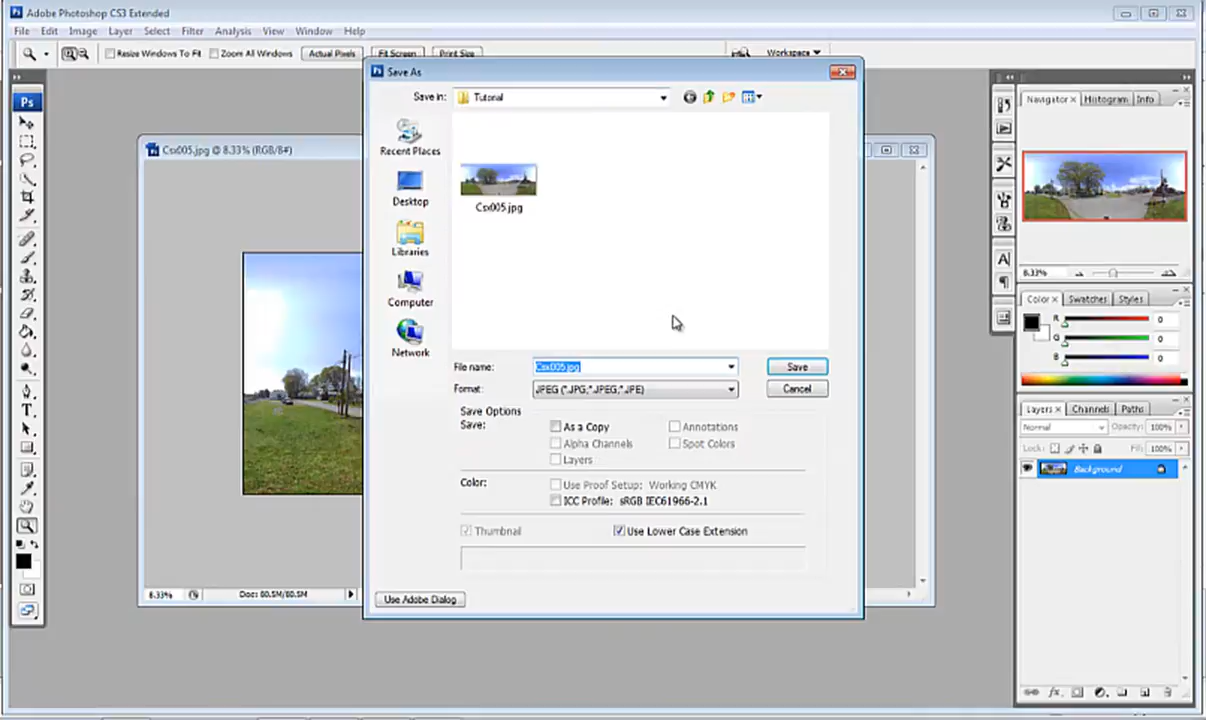 Adobe Photoshop CS3 Extended
File Edit Image Layer Select Filter Analysis View Window Help
Resize Windows To Fit Zoom All Windows Actual Pixels Fit Screen Print Size Workspace
Save As
Save in: Tutorial
Csx005.jpg @ 8.33% (RGB/8#)
Recent Places
Desktop
Libraries
Computer
Network
Csx005.jpg
File name: Csx005.jpg Save
Format: JPEG (*.JPG;*.JPEG;*.JPE) Cancel
Save Options
Save: As a Copy Annotations
Alpha Channels Spot Colors
Layers
Color: Use Proof Setup: Working CMYK
ICC Profile: sRGB IEC61966-2.1
Thumbnail Use Lower Case Extension
Use Adobe Dialog
8.33% Doc: 60.5M/60.5M
Ps
T
Navigator x Histogram Info
8.33%
Color x Swatches Styles
R 0
G 0
B 0
Layers x Channels Paths
Normal Opacity: 100%
Lock: Fill: 100%
Background